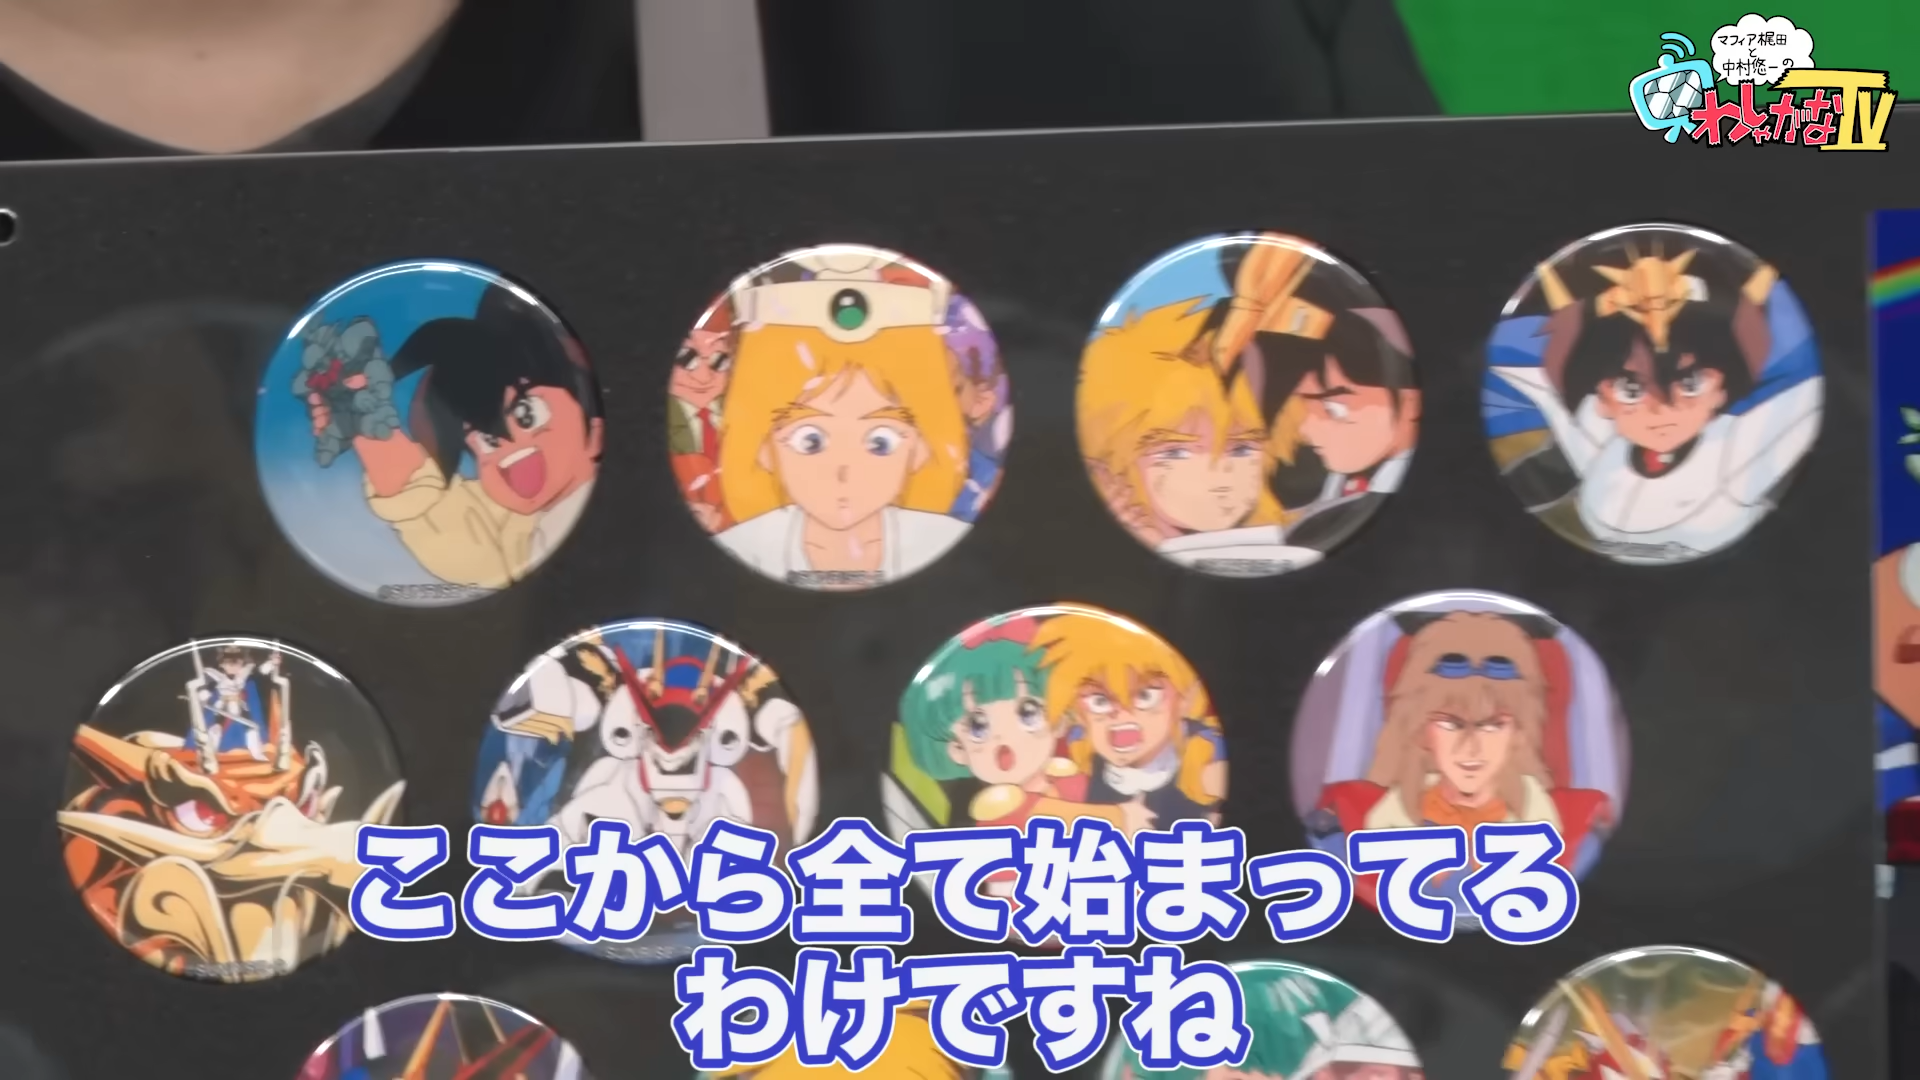 マフィア梶田
と
中村悠一の
わしゃがなTV
ここから全て始まってる
わけですね